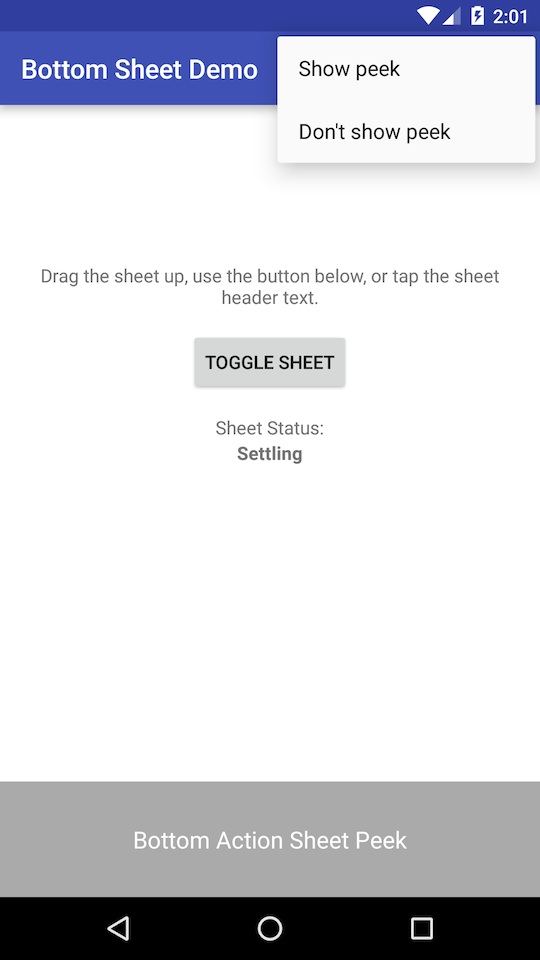 2:01
Bottom Sheet Demo
Show peek
Don't show peek
Drag the sheet up, use the button below, or tap the sheet
header text.
TOGGLE SHEET
Sheet Status:
Settling
Bottom Action Sheet Peek